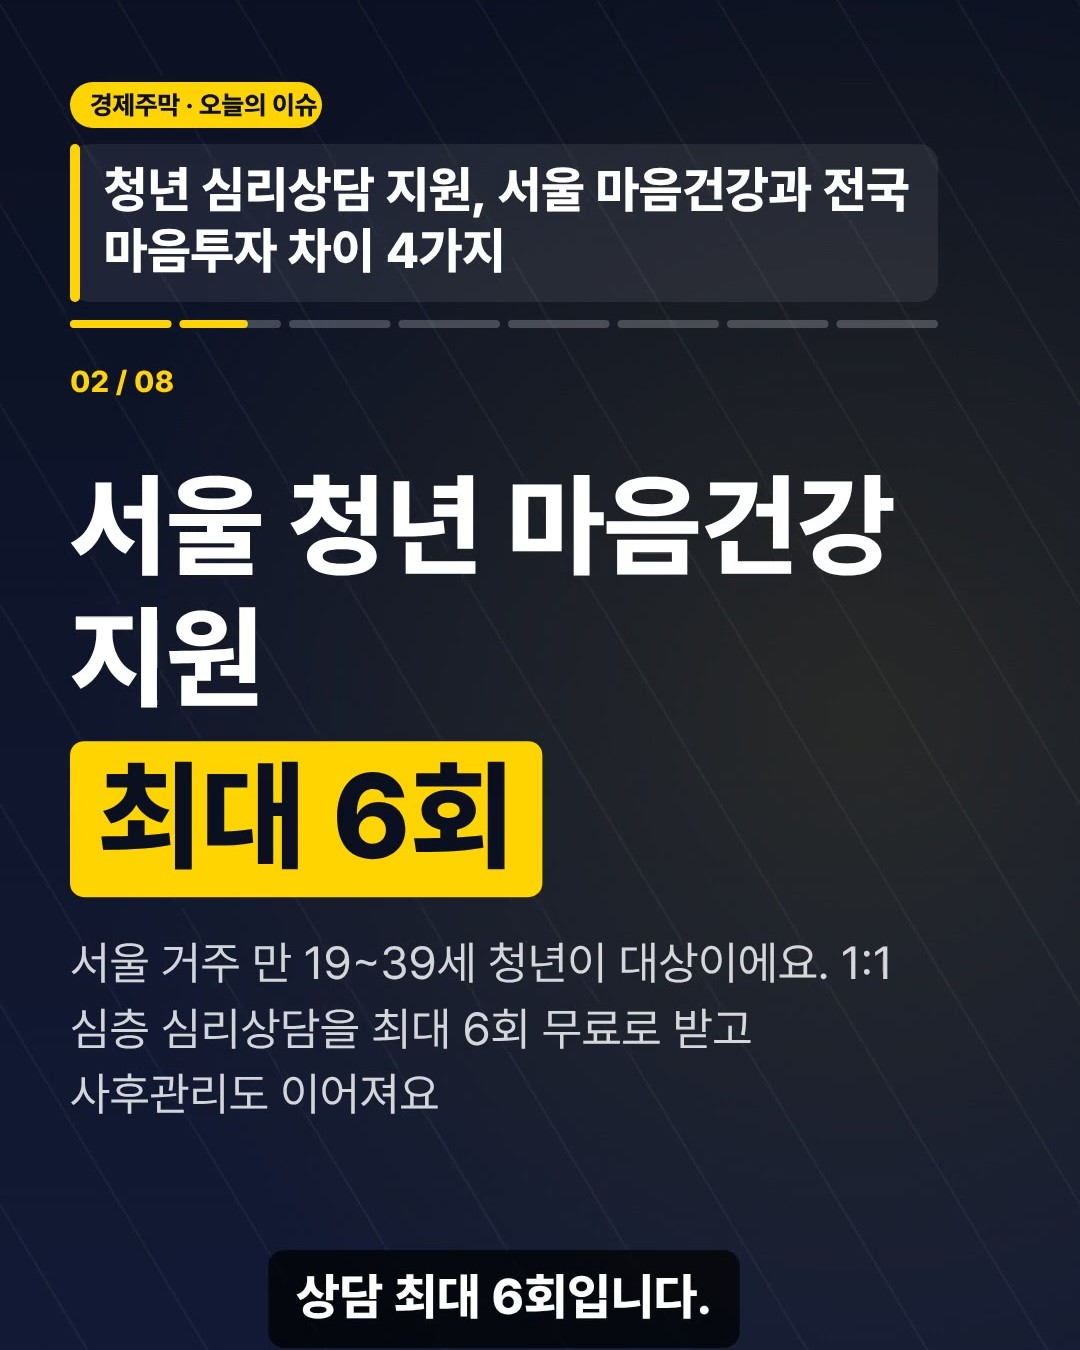 경제주막 · 오늘의 이슈
청년 심리상담 지원, 서울 마음건강과 전국
마음투자 차이 4가지
02 / 08
서울 청년 마음건강
지원
최대 6회
서울 거주 만 19~39세 청년이 대상이에요. 1:1
심층 심리상담을 최대 6회 무료로 받고
사후관리도 이어져요
상담 최대 6회입니다.